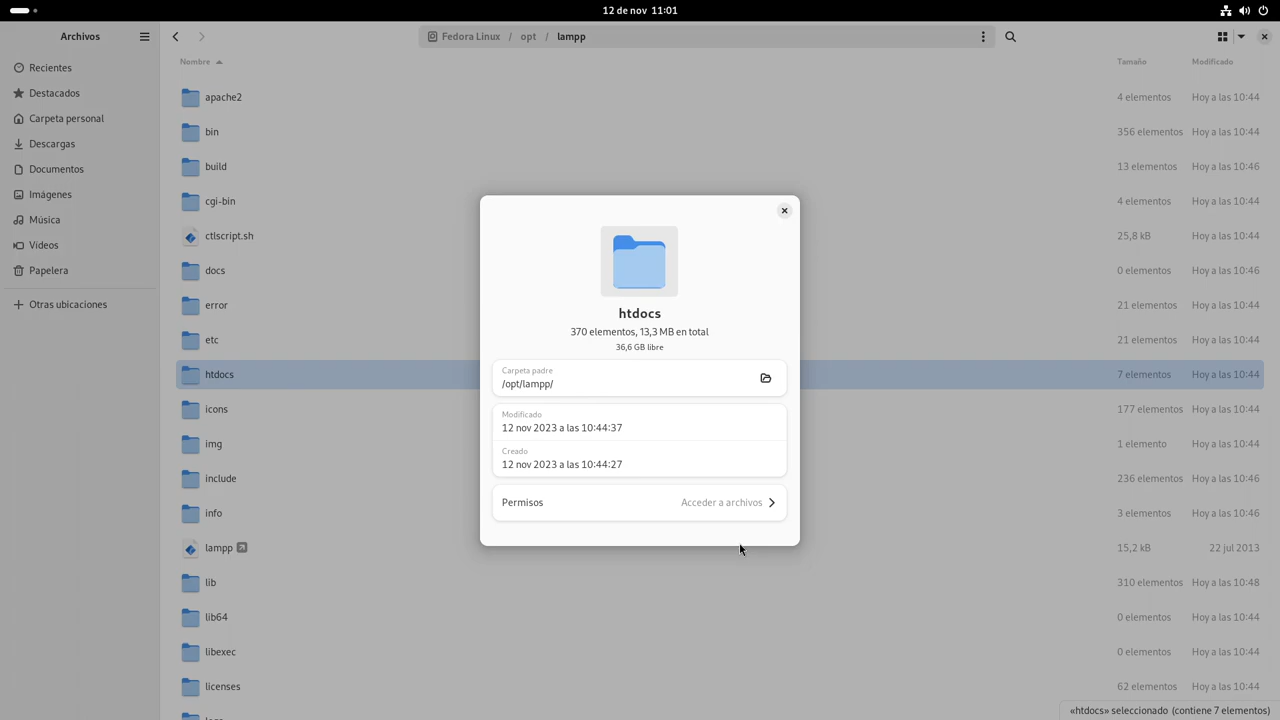 12 de nov 11:01
Archivos
Fedora Linux / opt / lampp
Recientes
Destacados
Carpeta personal
Descargas
Documentos
Imágenes
Música
Vídeos
Papelera
Otras ubicaciones
Nombre Tamaño Modificado
apache2 4 elementos Hoy a las 10:44
bin 356 elementos Hoy a las 10:44
build 13 elementos Hoy a las 10:46
cgi-bin 4 elementos Hoy a las 10:44
ctlscript.sh 25,8 kB Hoy a las 10:44
docs 0 elementos Hoy a las 10:46
error 21 elementos Hoy a las 10:44
etc 21 elementos Hoy a las 10:44
htdocs 7 elementos Hoy a las 10:44
icons 177 elementos Hoy a las 10:44
img 1 elemento Hoy a las 10:44
include 236 elementos Hoy a las 10:46
info 3 elementos Hoy a las 10:46
lampp 15,2 kB 22 jul 2013
lib 310 elementos Hoy a las 10:48
lib64 0 elementos Hoy a las 10:44
libexec 0 elementos Hoy a las 10:44
licenses 62 elementos Hoy a las 10:44
htdocs
370 elementos, 13,3 MB en total
36,6 GB libre
Carpeta padre
/opt/lampp/
Modificado
12 nov 2023 a las 10:44:37
Creado
12 nov 2023 a las 10:44:27
Permisos Acceder a archivos
«htdocs» seleccionado (contiene 7 elementos)